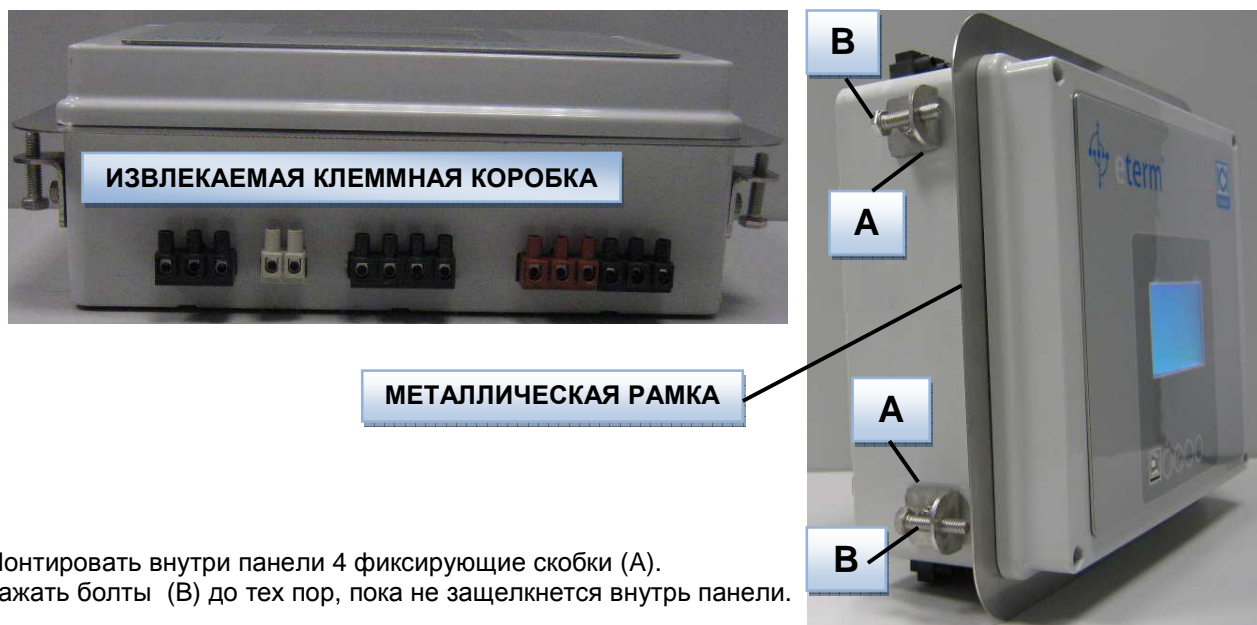 B
A
ИЗВЛЕКАЕМАЯ КЛЕММНАЯ КОРОБКА
eterm
МЕТАЛЛИЧЕСКАЯ РАМКА
A
B
онтировать внутри панели 4 фиксирующие скобки (А).
ажать болты (В) до тех пор, пока не защелкнется внутрь панели.